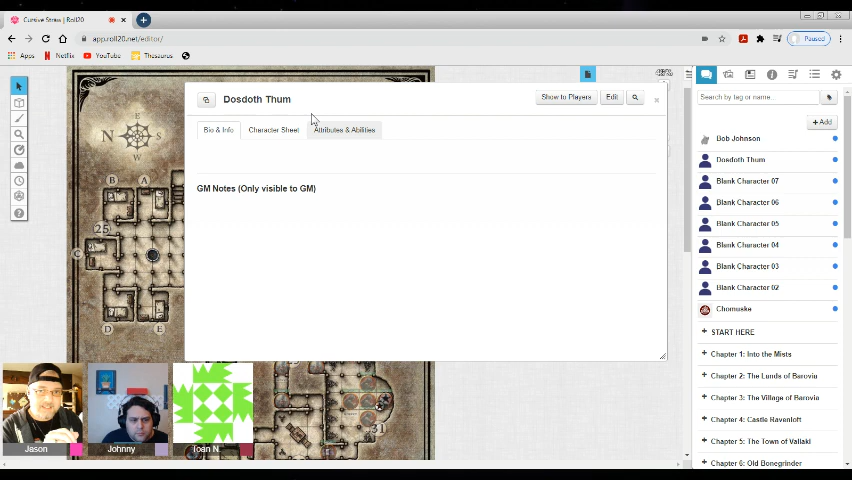 Cursive Strass | Roll20
app.roll20.net/editor/
Paused
Apps
Netflix
YouTube
Thesaurus
Dosdoth Thum
Show to Players
Edit
Bio & Info
Character Sheet
Attributes & Abilities
GM Notes (Only visible to GM)
N
E
S
W
B
A
25
C
D
E
31
Search by tag or name...
+ Add
Bob Johnson
Dosdoth Thum
Blank Character 07
Blank Character 06
Blank Character 05
Blank Character 04
Blank Character 03
Blank Character 02
Chomuske
START HERE
Chapter 1: Into the Mists
Chapter 2: The Lands of Barovia
Chapter 3: The Village of Barovia
Chapter 4: Castle Ravenloft
Chapter 5: The Town of Vallaki
Chapter 6: Old Bonegrinder
Jason
Johnny
Toan N.